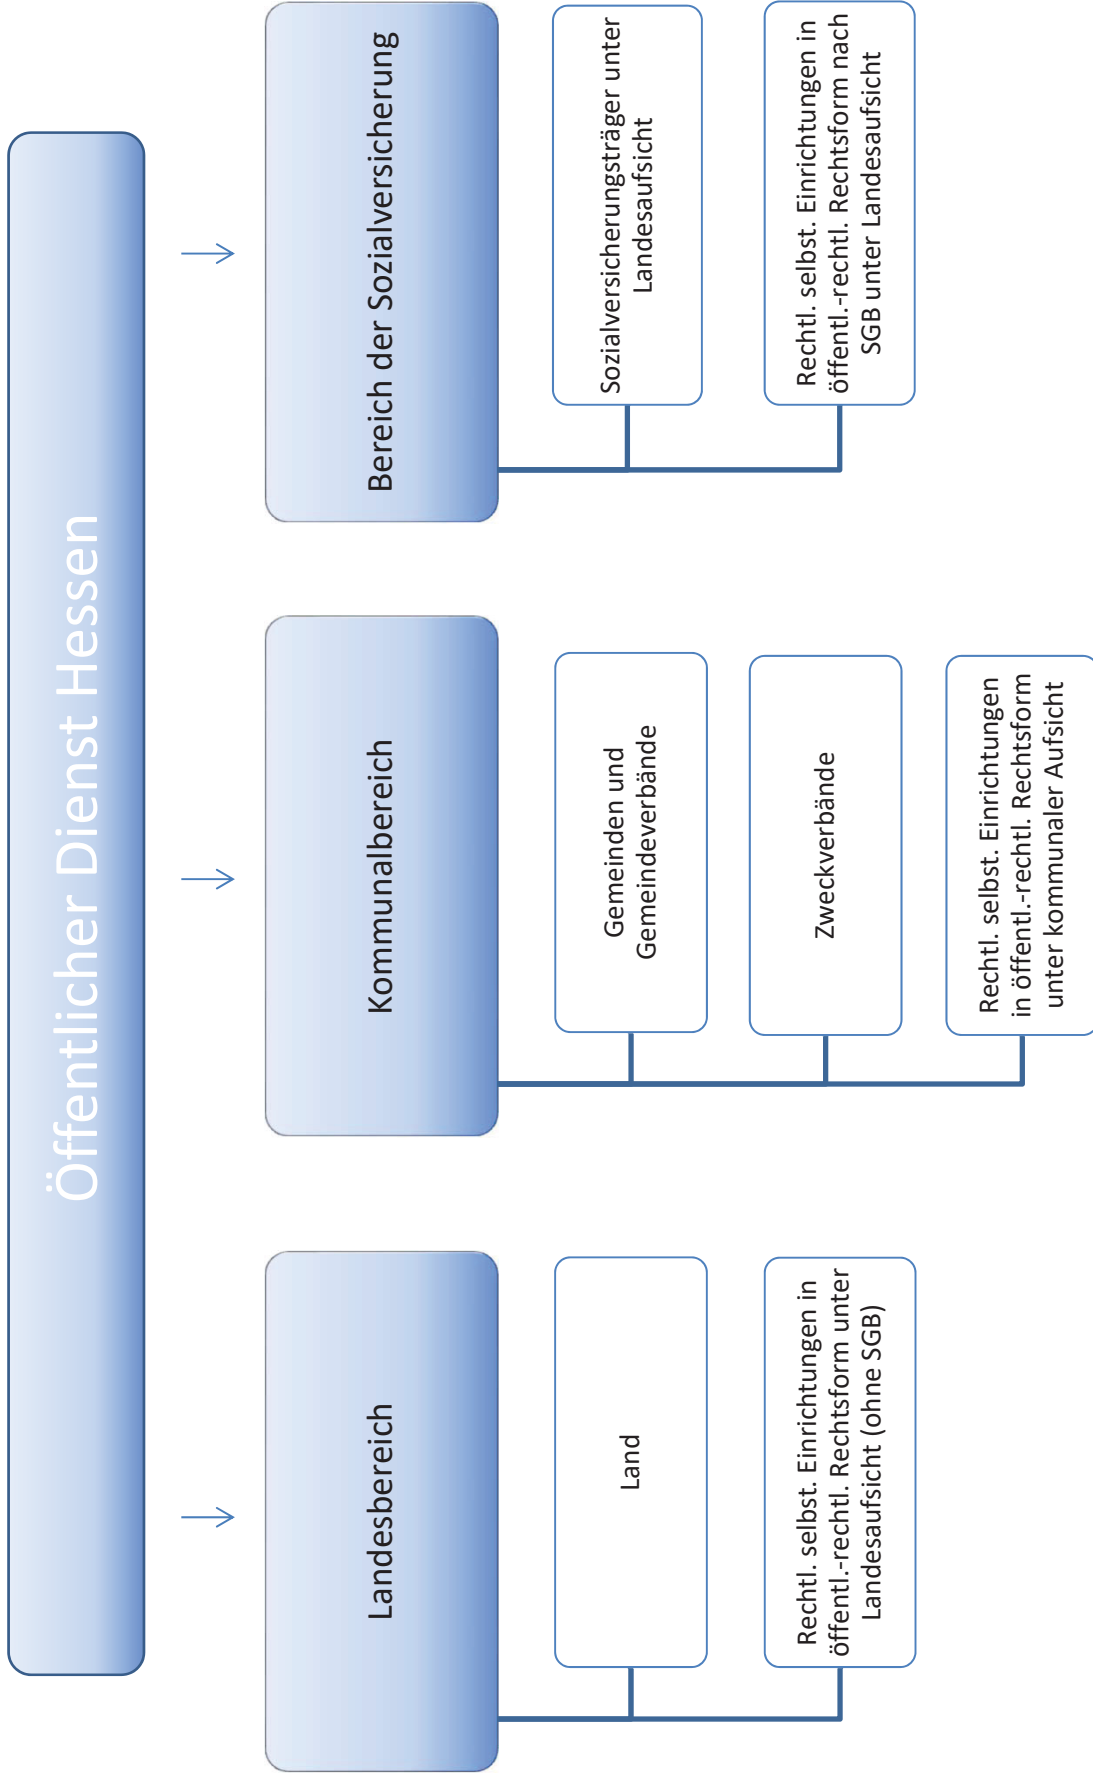 Öffentlicher Dienst Hessen
Landesbereich
Land
Rechtl. selbst. Einrichtungen in
öffentl.-rechtl. Rechtsform unter
Landesaufsicht (ohne SGB)
Kommunalbereich
Gemeinden und
Gemeindeverbände
Zweckverbände
Rechtl. selbst. Einrichtungen
in öffentl.-rechtl. Rechtsform
unter kommunaler Aufsicht
Bereich der Sozialversicherung
Sozialversicherungsträger unter
Landesaufsicht
Rechtl. selbst. Einrichtungen in
öffentl.-rechtl. Rechtsform nach
SGB unter Landesaufsicht